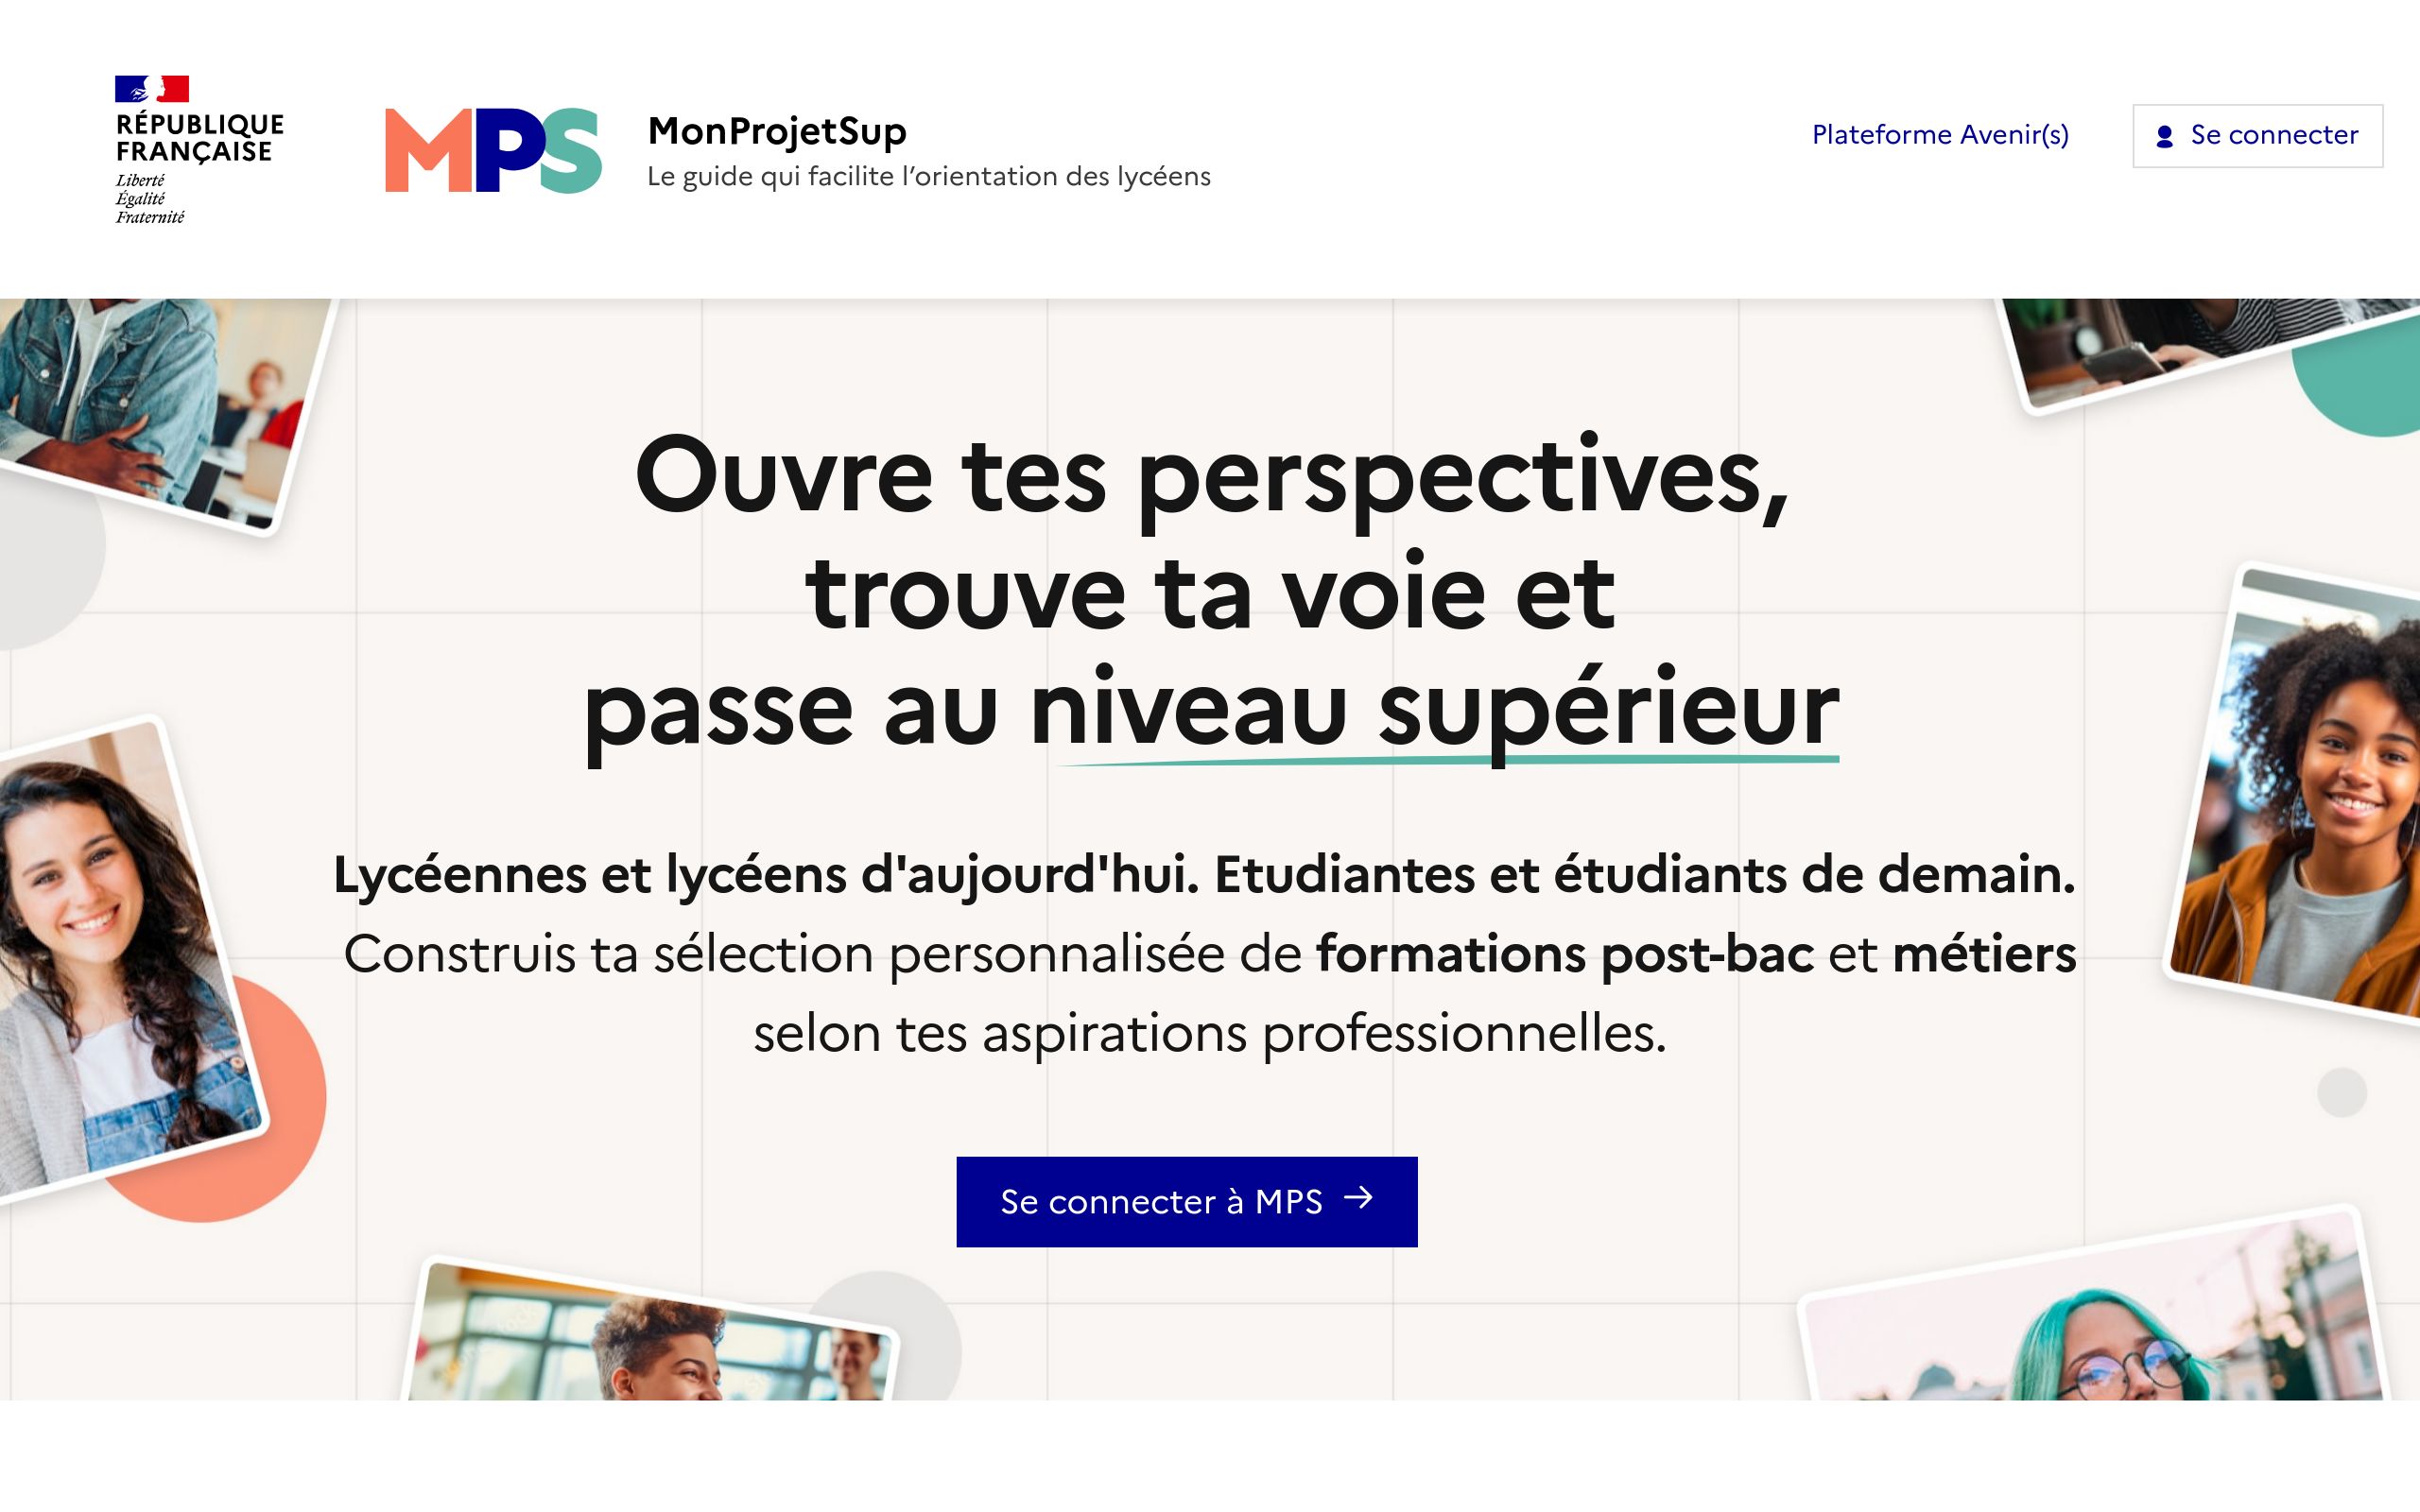 RÉPUBLIQUE
FRANÇAISE
Liberté
Égalité
Fraternité
MPS
MonProjetSup
Le guide qui facilite l’orientation des lycéens
Plateforme Avenir(s)
Se connecter
Ouvre tes perspectives,
trouve ta voie et
passe au niveau supérieur
Lycéennes et lycéens d'aujourd'hui. Etudiantes et étudiants de demain.
Construis ta sélection personnalisée de formations post-bac et métiers
selon tes aspirations professionnelles.
Se connecter à MPS